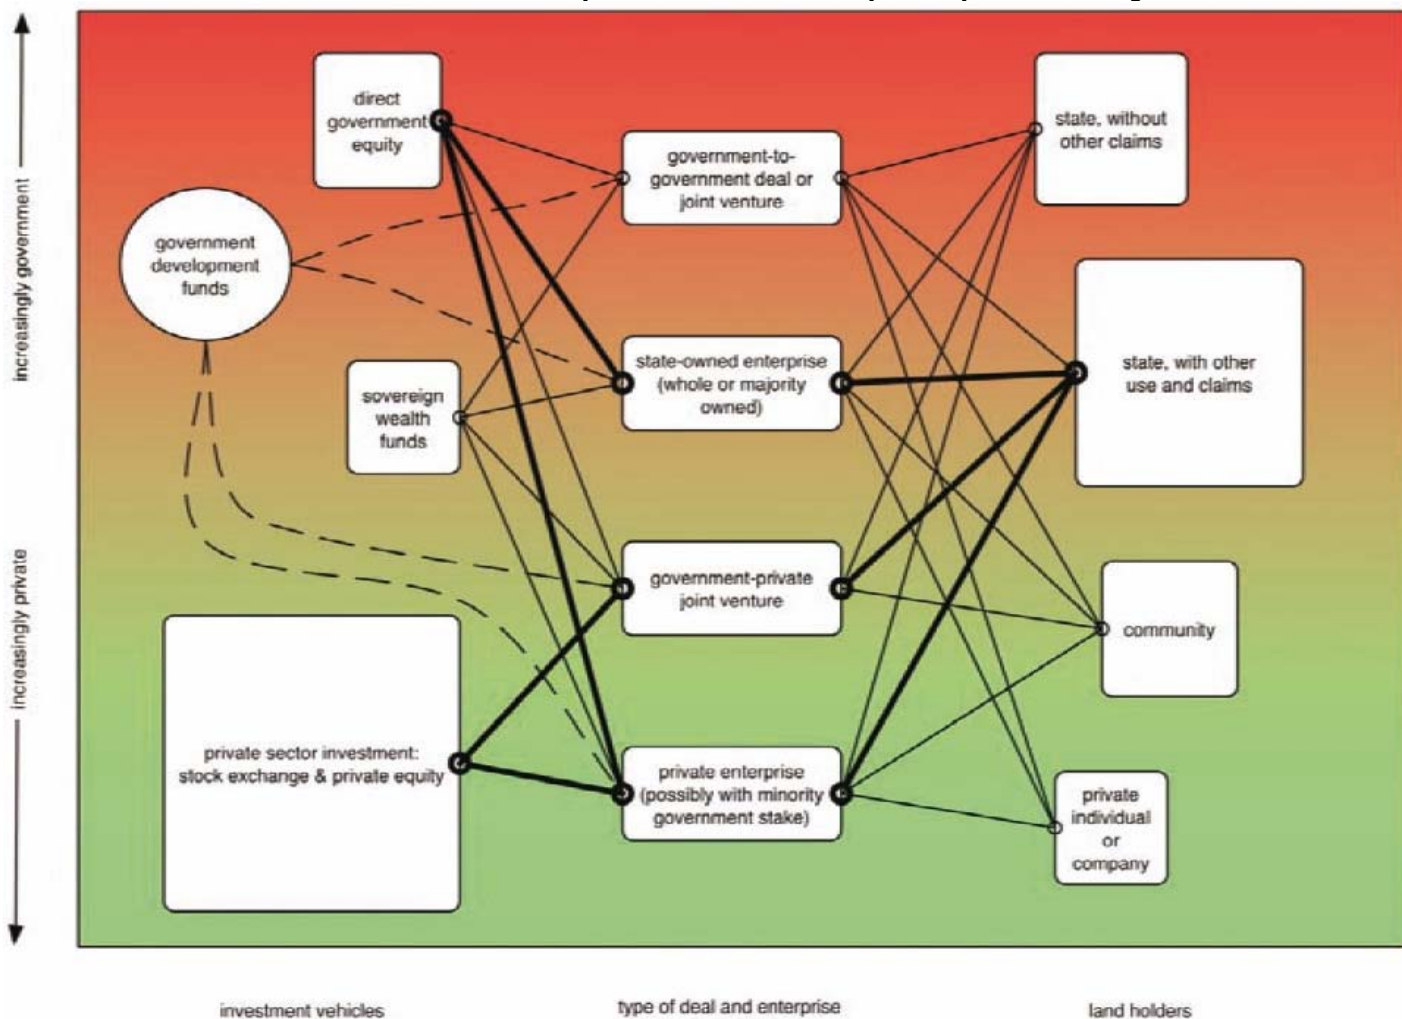 increasingly government
increasingly private
direct
government
equity
government
development
funds
sovereign
wealth
funds
private sector investment:
stock exchange & private equity
government-to-
government deal or
joint venture
state-owned enterprise
(whole or majority
owned)
government-private
joint venture
private enterprise
(possibly with minority
government stake)
state, without
other claims
state, with other
use and claims
community
private
individual
or
company
investment vehicles
type of deal and enterprise
land holders